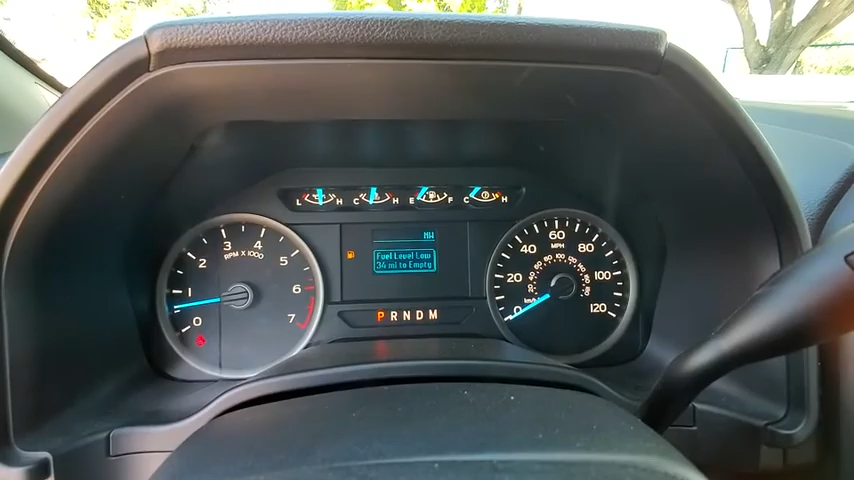 L H C H E F C H
NW
Fuel Level Low
34 mi to Empty
0 1 2 3 4 5 6 7
RPM X 1000
0 20 40 60 80 100 120
MPH
km/h
P R N D M